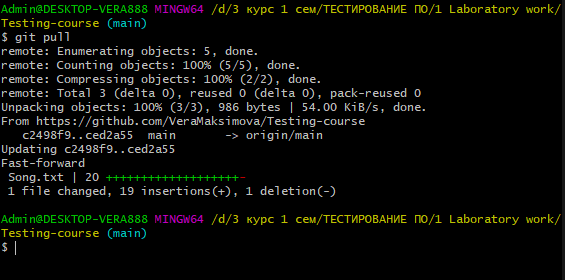 Admin@DESKTOP-VERA888 MINGW64 /d/3 курс 1 сем/ТЕСТИРОВАНИЕ ПО/1 Laboratory work/
Testing-course (main)
$ git pull
remote: Enumerating objects: 5, done.
remote: Counting objects: 100% (5/5), done.
remote: Compressing objects: 100% (2/2), done.
remote: Total 3 (delta 0), reused 0 (delta 0), pack-reused 0
Unpacking objects: 100% (3/3), 986 bytes | 54.00 KiB/s, done.
From https://github.com/VeraMaksimova/Testing-course
   c2498f9..ced2a55  main       -> origin/main
Updating c2498f9..ced2a55
Fast-forward
 Song.txt | 20 +++++++++++++++++++-
 1 file changed, 19 insertions(+), 1 deletion(-)
Admin@DESKTOP-VERA888 MINGW64 /d/3 курс 1 сем/ТЕСТИРОВАНИЕ ПО/1 Laboratory work/
Testing-course (main)
$